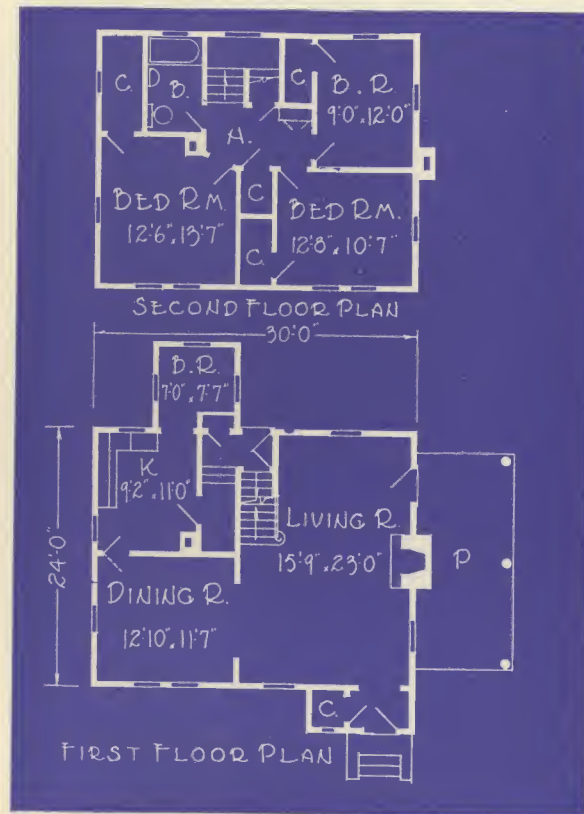 C.
B.
C.
B. R.
9'·0", 12'·0"
H.
BED RM.
12'·6", 13'·7"
C
BED RM.
12'·8", 10'·7"
C.
SECOND FLOOR PLAN
30'·0"
B. R.
7'·0", 7'·7"
K
9'·2", 11'·0"
24'·0"
LIVING R.
15'·9", 23'·0"
P
DINING R.
12'·10", 11'·7"
C.
FIRST FLOOR PLAN